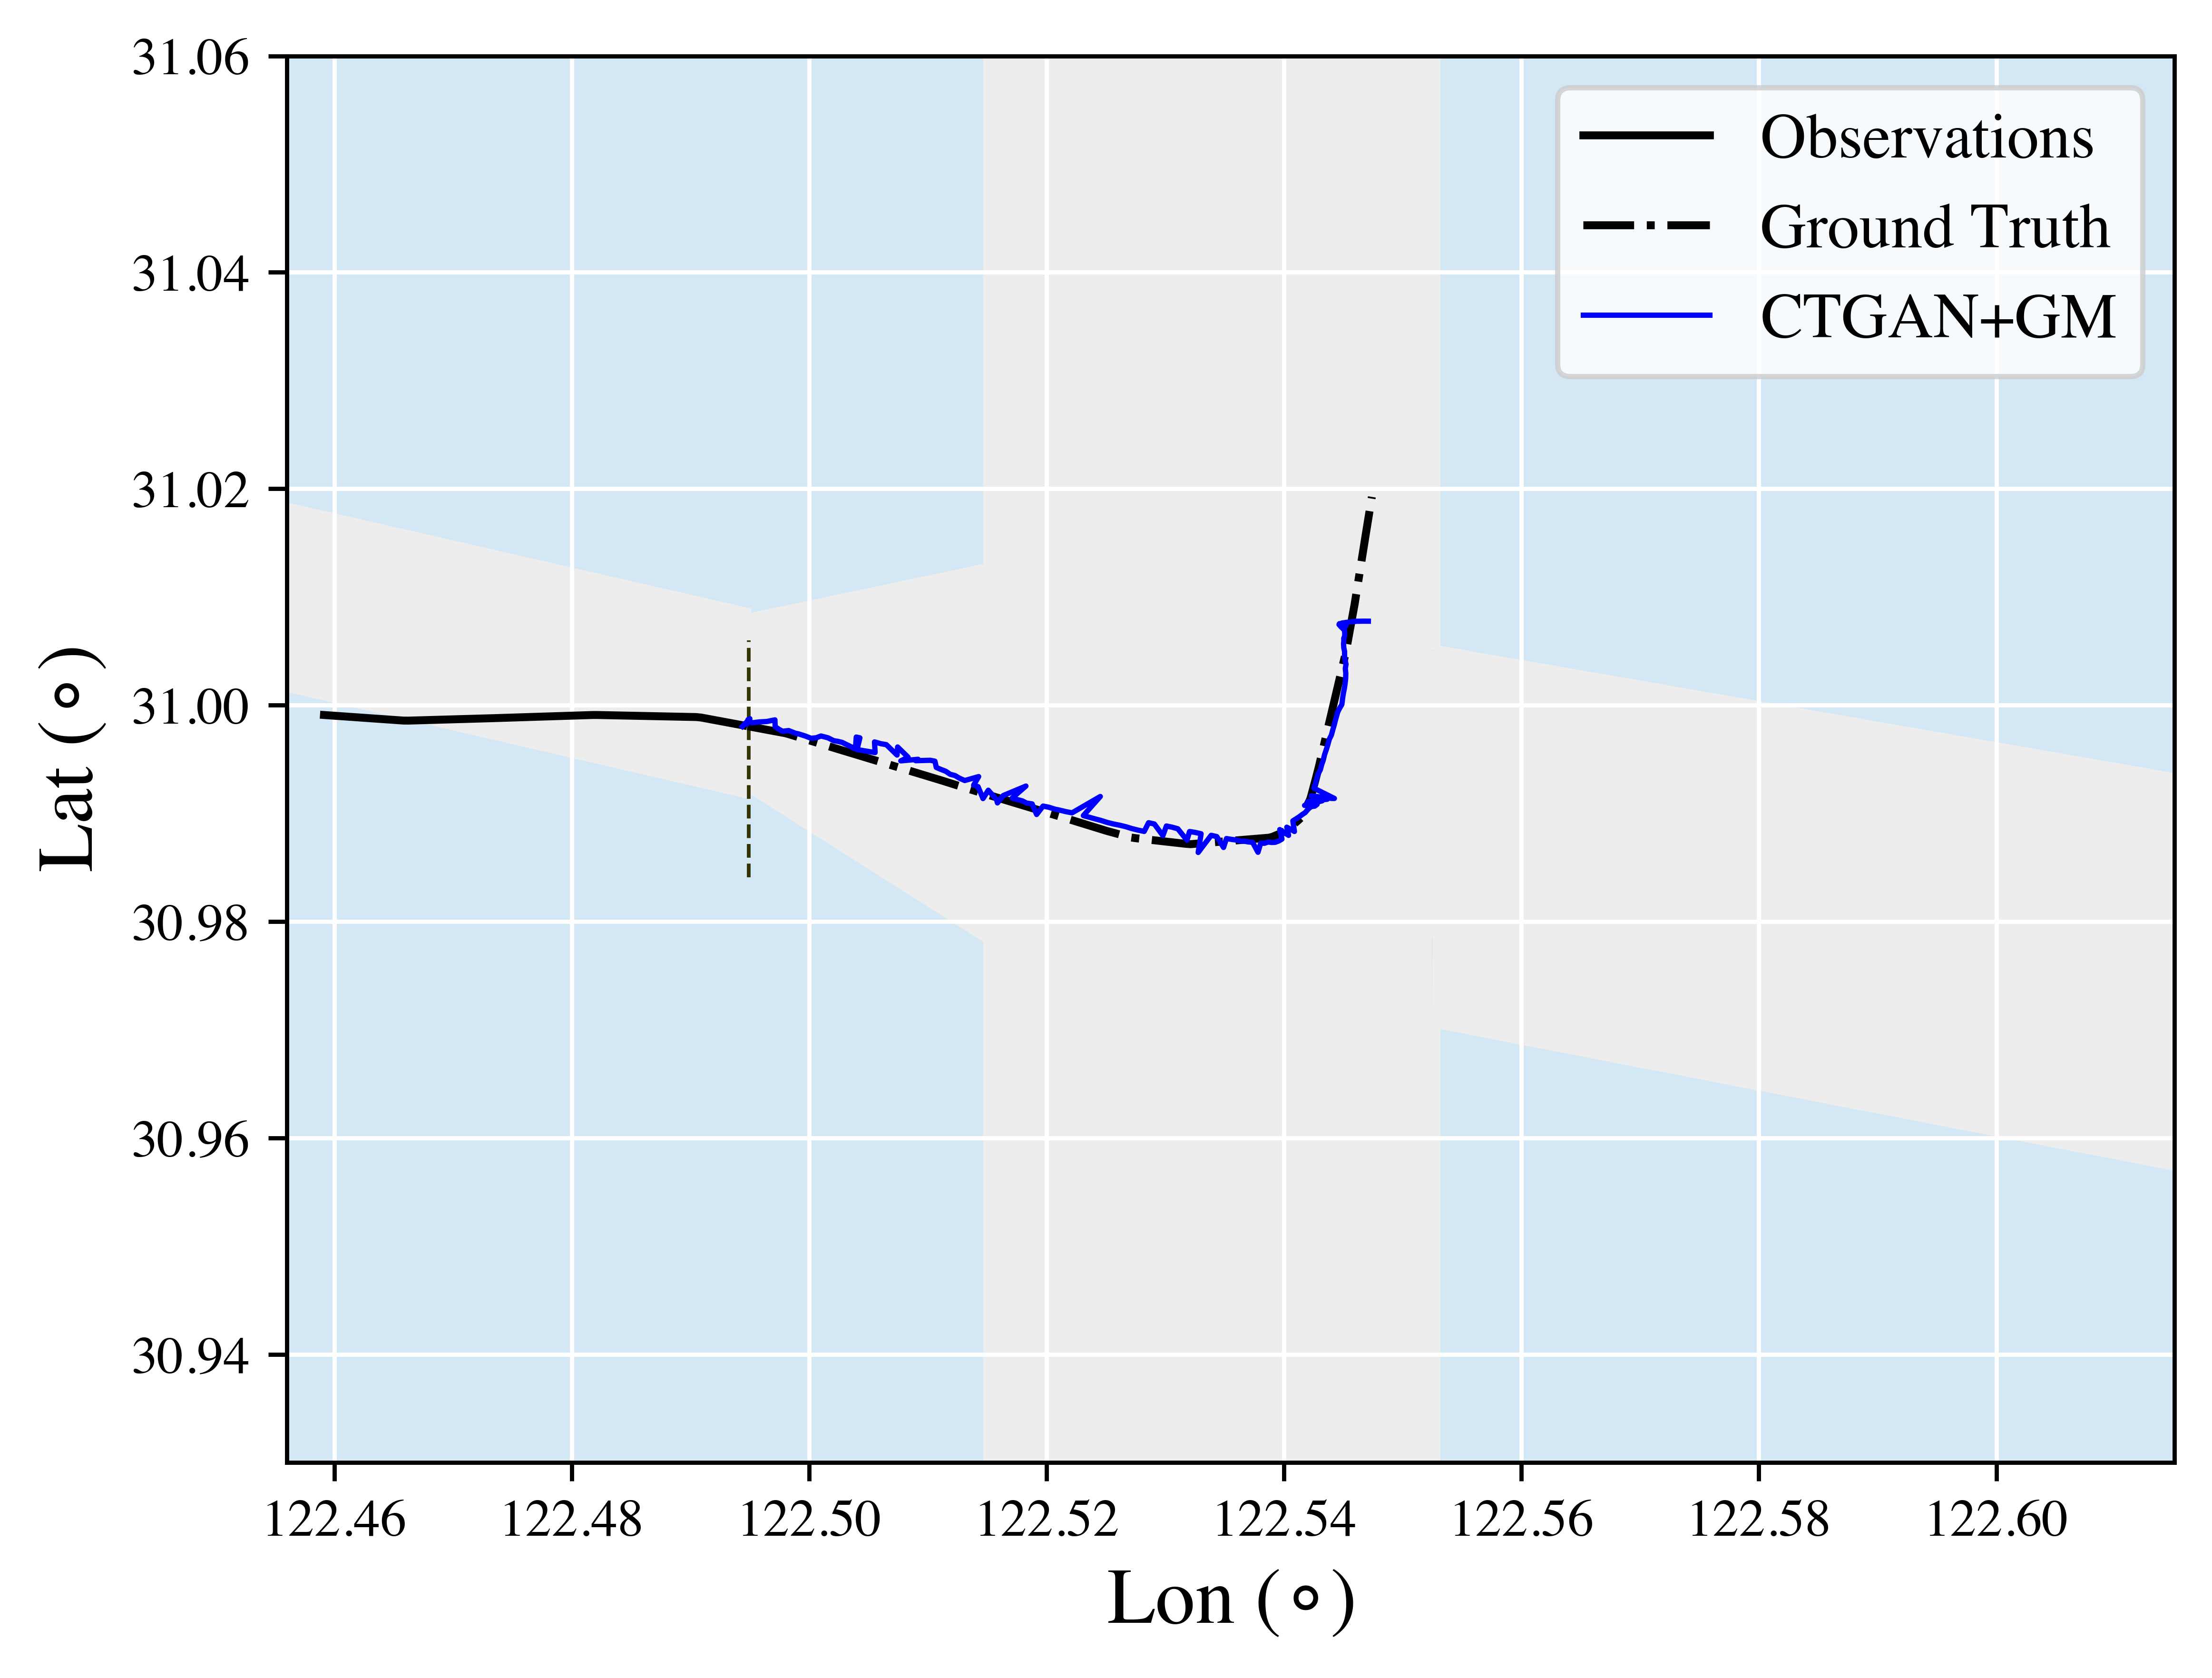 31.06
31.04
31.02
31.00
30.98
30.96
30.94
Lat (∘)
Observations
Ground Truth
CTGAN+GM
122.46 122.48 122.50 122.52 122.54 122.56 122.58 122.60
Lon (∘)